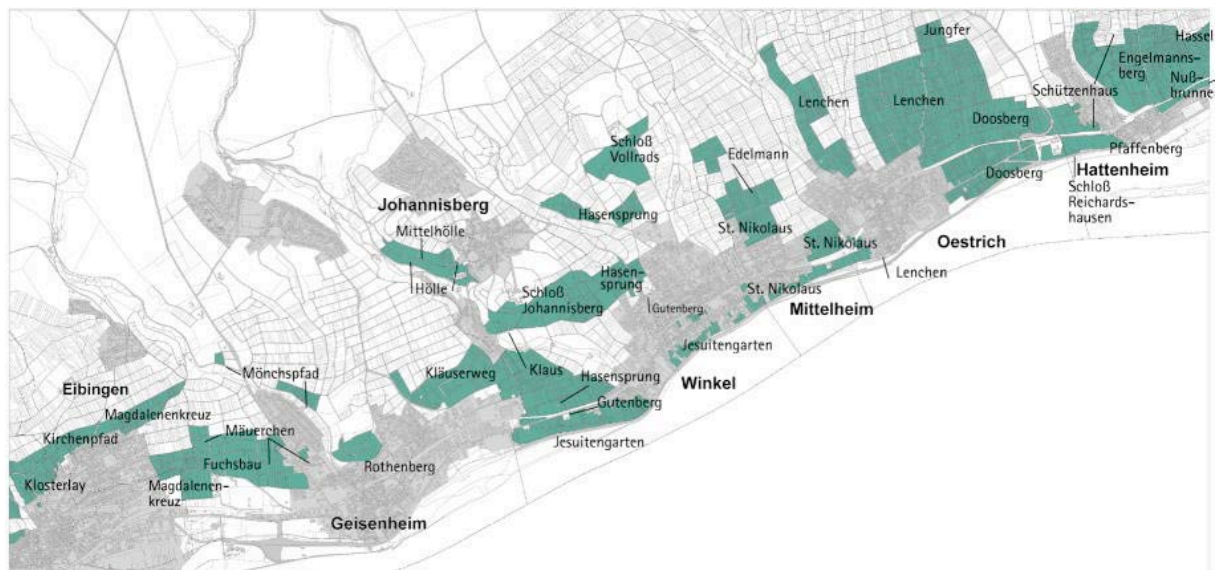 Jungfer
Hassel
Engelmanns-
berg
Nuß-
brunne
Schützenhaus
Lenchen
Lenchen
Doosberg
Pfaffenberg
Hattenheim
Doosberg
Schloß
Reichards-
hausen
Schloß
Vollrads
Edelmann
Hasensprung
St. Nikolaus
St. Nikolaus
Oestrich
Lenchen
Johannisberg
Mittelhölle
Hölle
Hasen-
sprung
Schloß
Johannisberg
Gutenberg
St. Nikolaus
Mittelheim
Jesuitengarten
Winkel
Kläuserweg
Klaus
Hasensprung
Gutenberg
Jesuitengarten
Mönchspfad
Eibingen
Magdalenenkreuz
Kirchenpfad
Mäuerchen
Fuchsbau
Rothenberg
Klosterlay
Magdalenen-
kreuz
Geisenheim